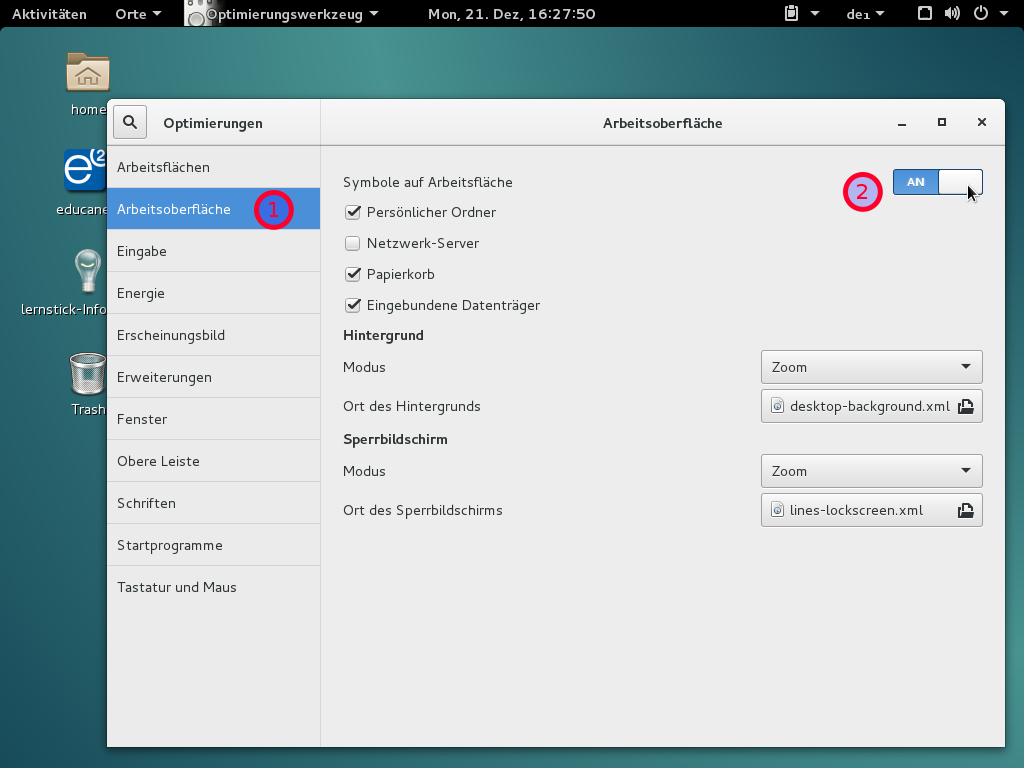 Aktivitäten Orte Optimierungswerkzeug Mon, 21. Dez, 16:27:50 de₁
home
e2
educane
lernstick-Info
Trash
Optimierungen Arbeitsoberfläche
Arbeitsflächen
Arbeitsoberfläche 1
Eingabe
Energie
Erscheinungsbild
Erweiterungen
Fenster
Obere Leiste
Schriften
Startprogramme
Tastatur und Maus
Symbole auf Arbeitsfläche 2 AN
Persönlicher Ordner
Netzwerk-Server
Papierkorb
Eingebundene Datenträger
Hintergrund
Modus Zoom
Ort des Hintergrunds desktop-background.xml
Sperrbildschirm
Modus Zoom
Ort des Sperrbildschirms lines-lockscreen.xml